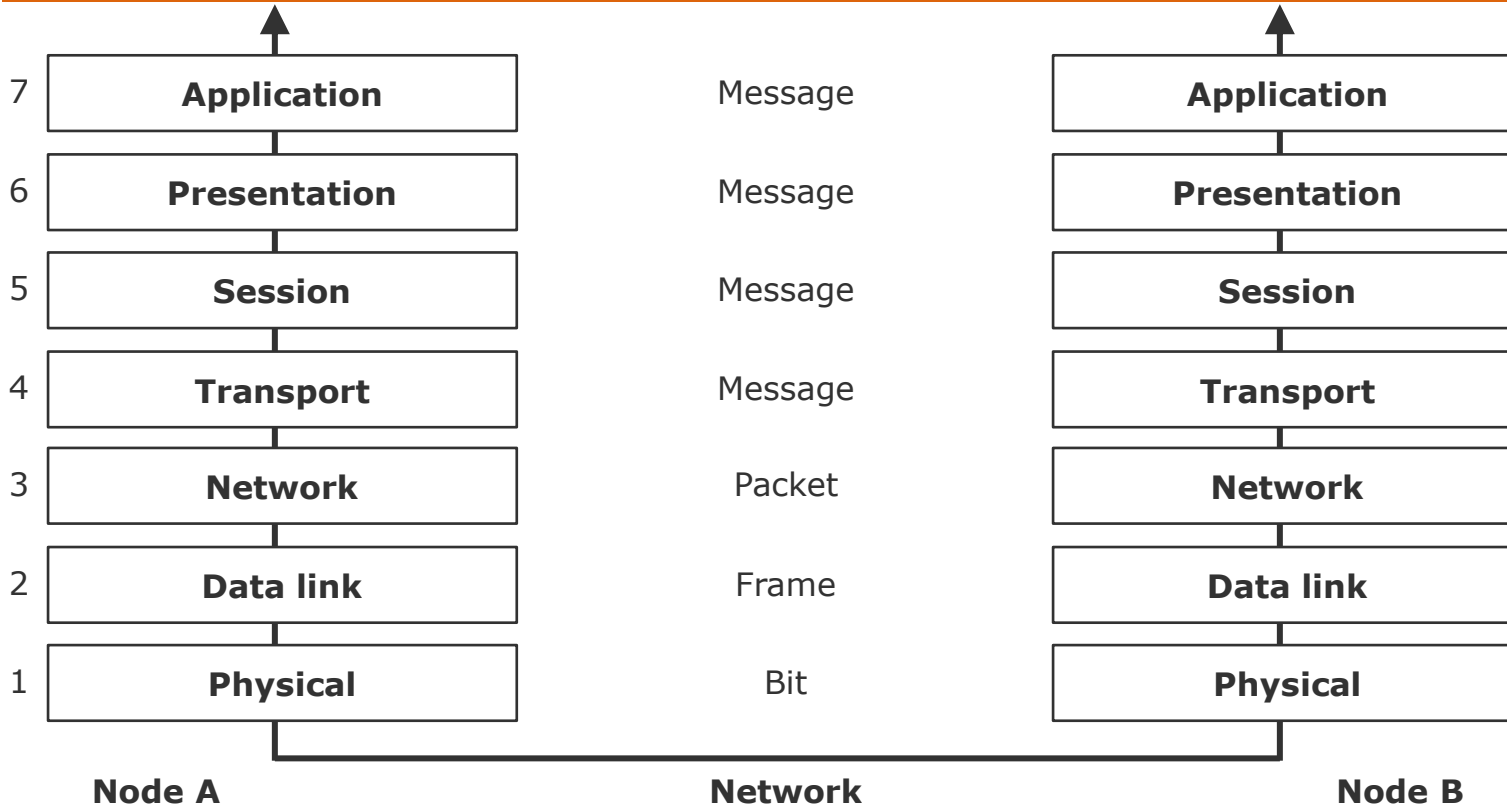 7 Application Message Application
6 Presentation Message Presentation
5 Session Message Session
4 Transport Message Transport
3 Network Packet Network
2 Data link Frame Data link
1 Physical Bit Physical
Node A Network Node B